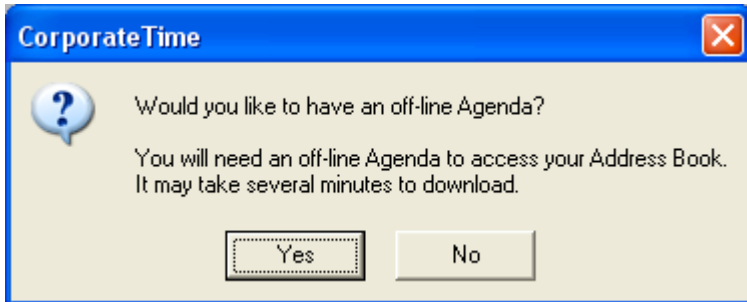 CorporateTime
Would you like to have an off-line Agenda?
You will need an off-line Agenda to access your Address Book.
It may take several minutes to download.
Yes
No